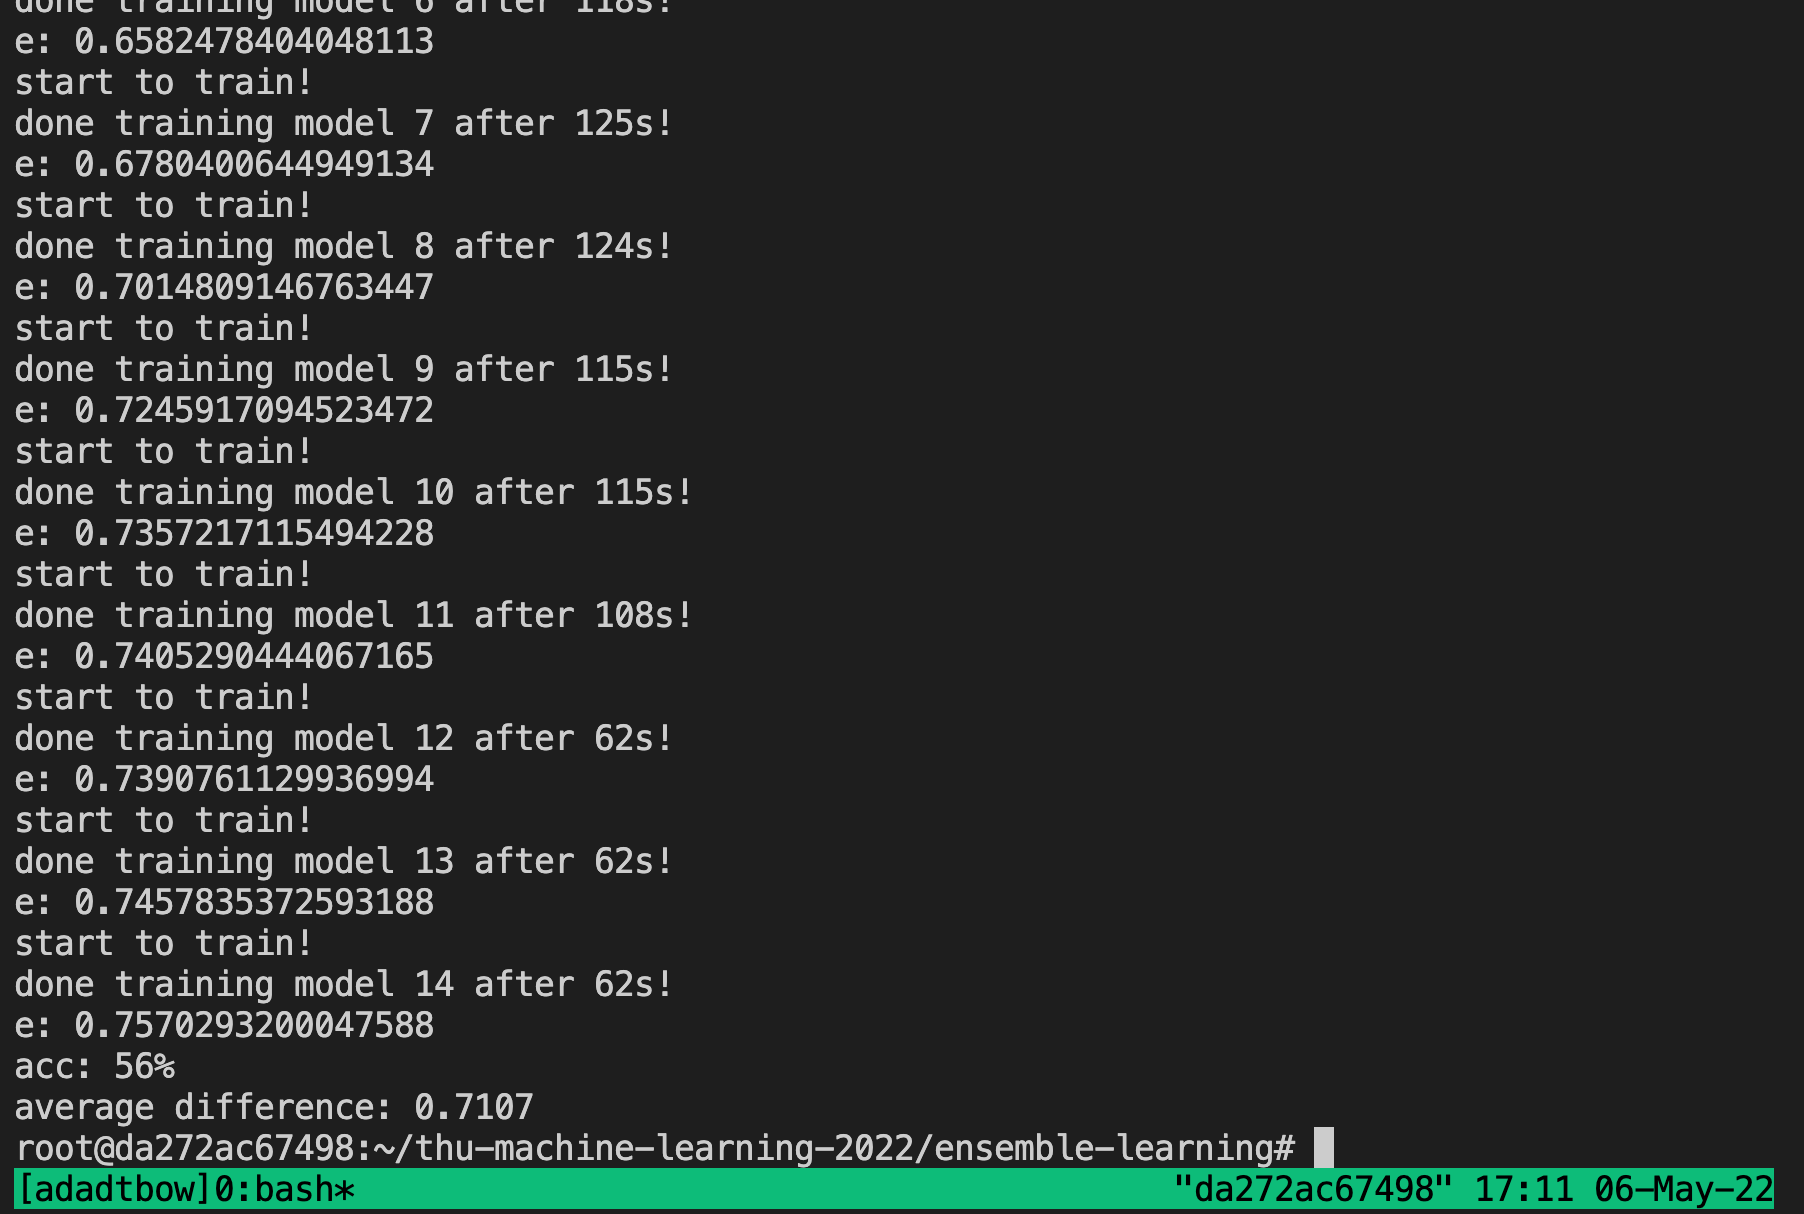 done training model 6 after 118s!
e: 0.6582478404048113
start to train!
done training model 7 after 125s!
e: 0.6780400644949134
start to train!
done training model 8 after 124s!
e: 0.7014809146763447
start to train!
done training model 9 after 115s!
e: 0.7245917094523472
start to train!
done training model 10 after 115s!
e: 0.7357217115494228
start to train!
done training model 11 after 108s!
e: 0.7405290444067165
start to train!
done training model 12 after 62s!
e: 0.7390761129936994
start to train!
done training model 13 after 62s!
e: 0.7457835372593188
start to train!
done training model 14 after 62s!
e: 0.7570293200047588
acc: 56%
average difference: 0.7107
root@da272ac67498:~/thu-machine-learning-2022/ensemble-learning#
[adadtbow]0:bash* "da272ac67498" 17:11 06-May-22